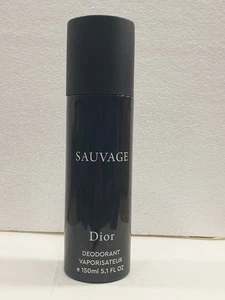 SAUVAGE
Dior
DEODORANT
VAPORISATEUR
e 150ml 5.1 FL OZ